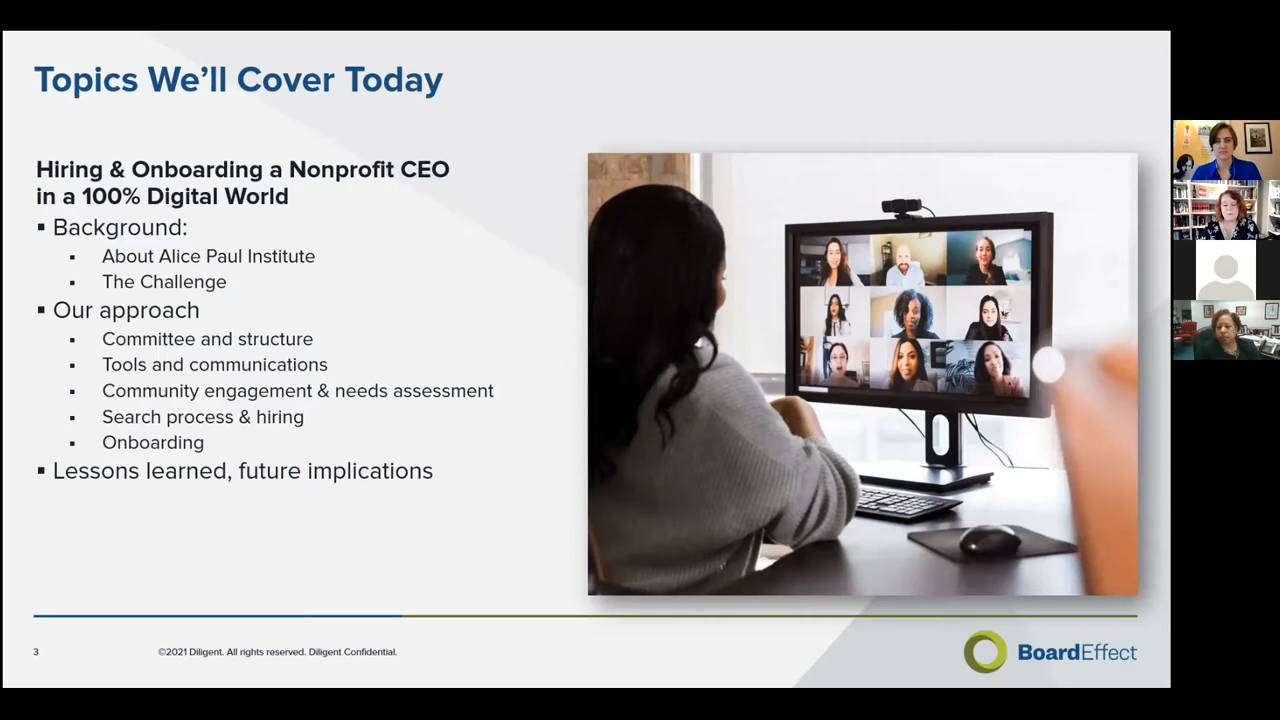 Topics We’ll Cover Today
Hiring & Onboarding a Nonprofit CEO
in a 100% Digital World
▪ Background:
▪ About Alice Paul Institute
▪ The Challenge
▪ Our approach
▪ Committee and structure
▪ Tools and communications
▪ Community engagement & needs assessment
▪ Search process & hiring
▪ Onboarding
▪ Lessons learned, future implications
3
©2021 Diligent. All rights reserved. Diligent Confidential.
BoardEffect